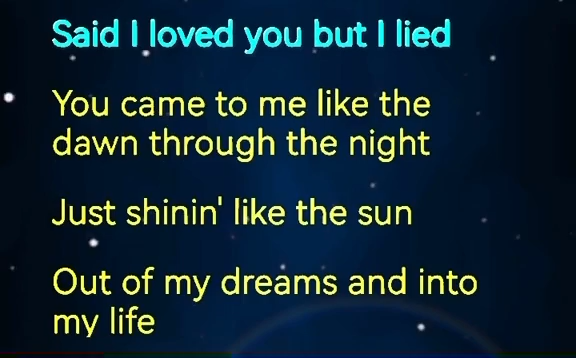 Said I loved you but I lied
You came to me like the
dawn through the night
Just shinin' like the sun
Out of my dreams and into
my life